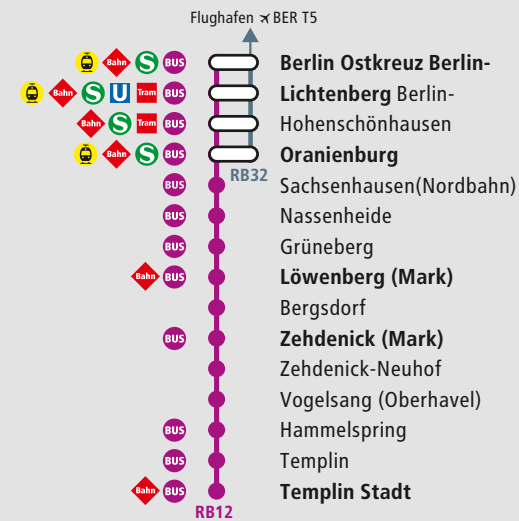 Flughafen BER T5
Bahn S BUS Berlin Ostkreuz Berlin-
Bahn S U Tram BUS Lichtenberg Berlin-
Bahn S Tram BUS Hohenschönhausen
Bahn S BUS Oranienburg
RB32
BUS Sachsenhausen(Nordbahn)
BUS Nassenheide
BUS Grüneberg
Bahn BUS Löwenberg (Mark)
Bergsdorf
BUS Zehdenick (Mark)
Zehdenick-Neuhof
Vogelsang (Oberhavel)
BUS Hammelspring
BUS Templin
Bahn BUS Templin Stadt
RB12